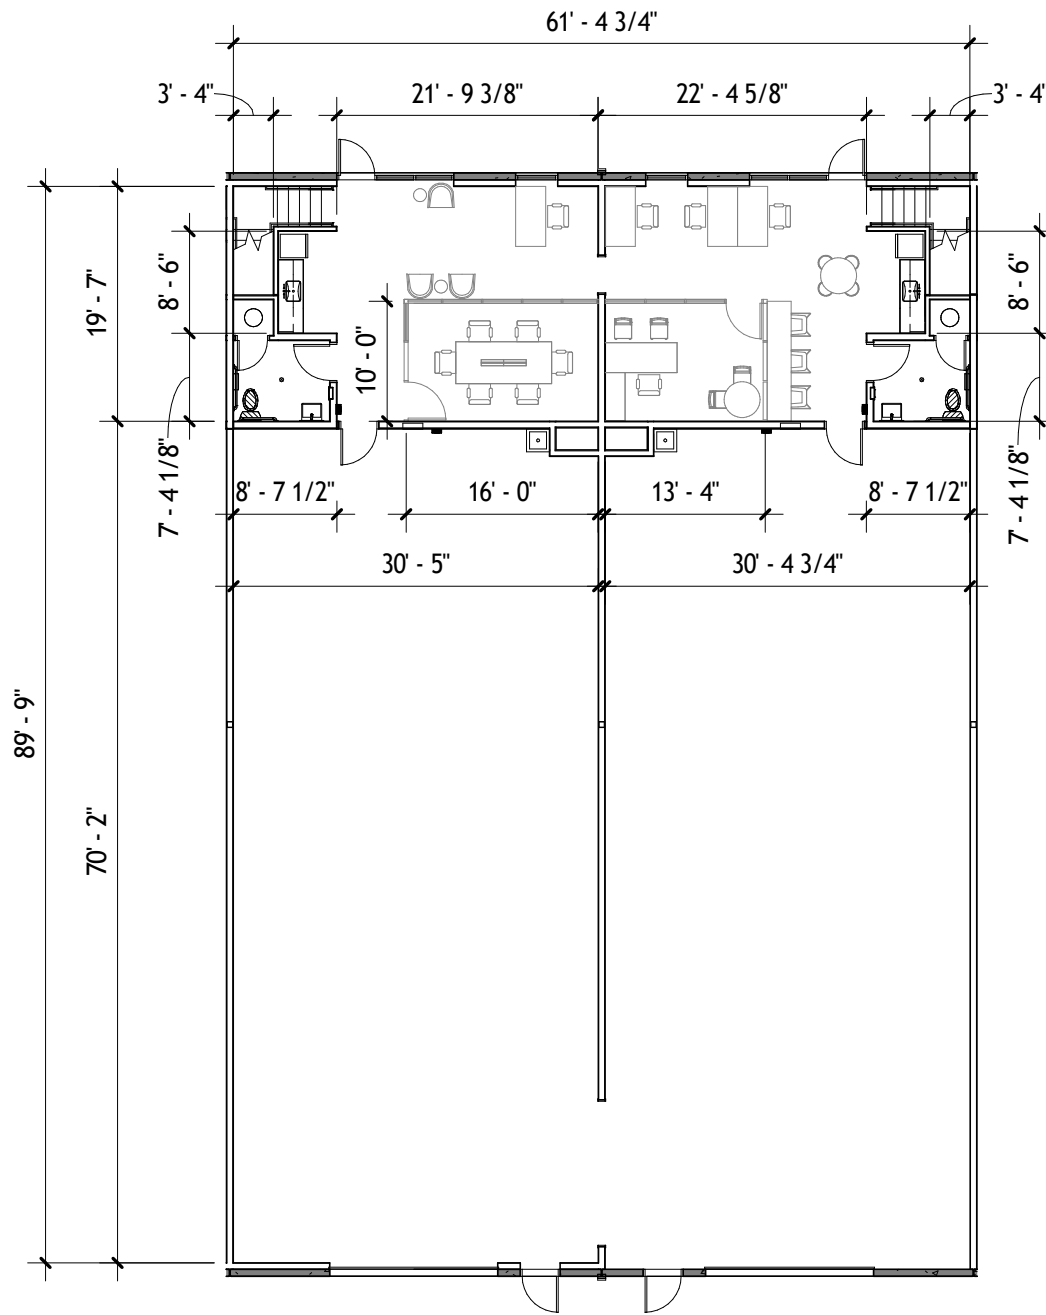 61' - 4 3/4"
3' - 4"
21' - 9 3/8"
22' - 4 5/8"
3' - 4'
19' - 7"
8' - 6"
8' - 6"
10' - 0"
7' - 4 1/8"
7' - 4 1/8"
8' - 7 1/2"
16' - 0"
13' - 4"
8' - 7 1/2"
30' - 5"
30' - 4 3/4"
89' - 9"
70' - 2"